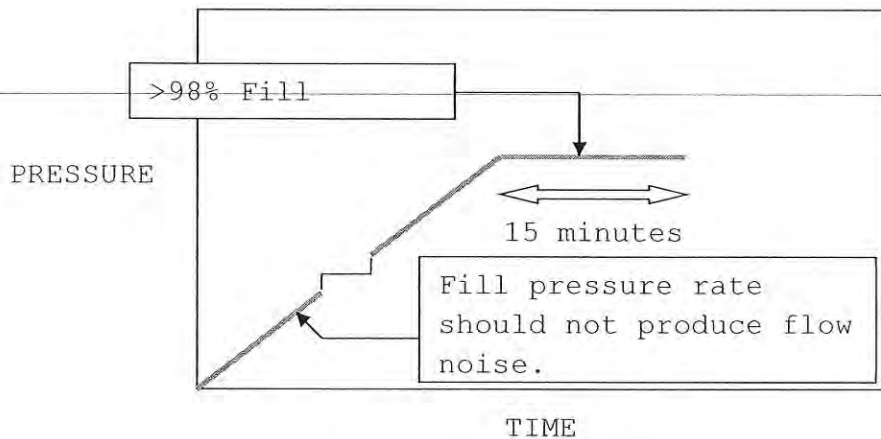 >98% Fill
PRESSURE
15 minutes
Fill pressure rate
should not produce flow
noise.
TIME